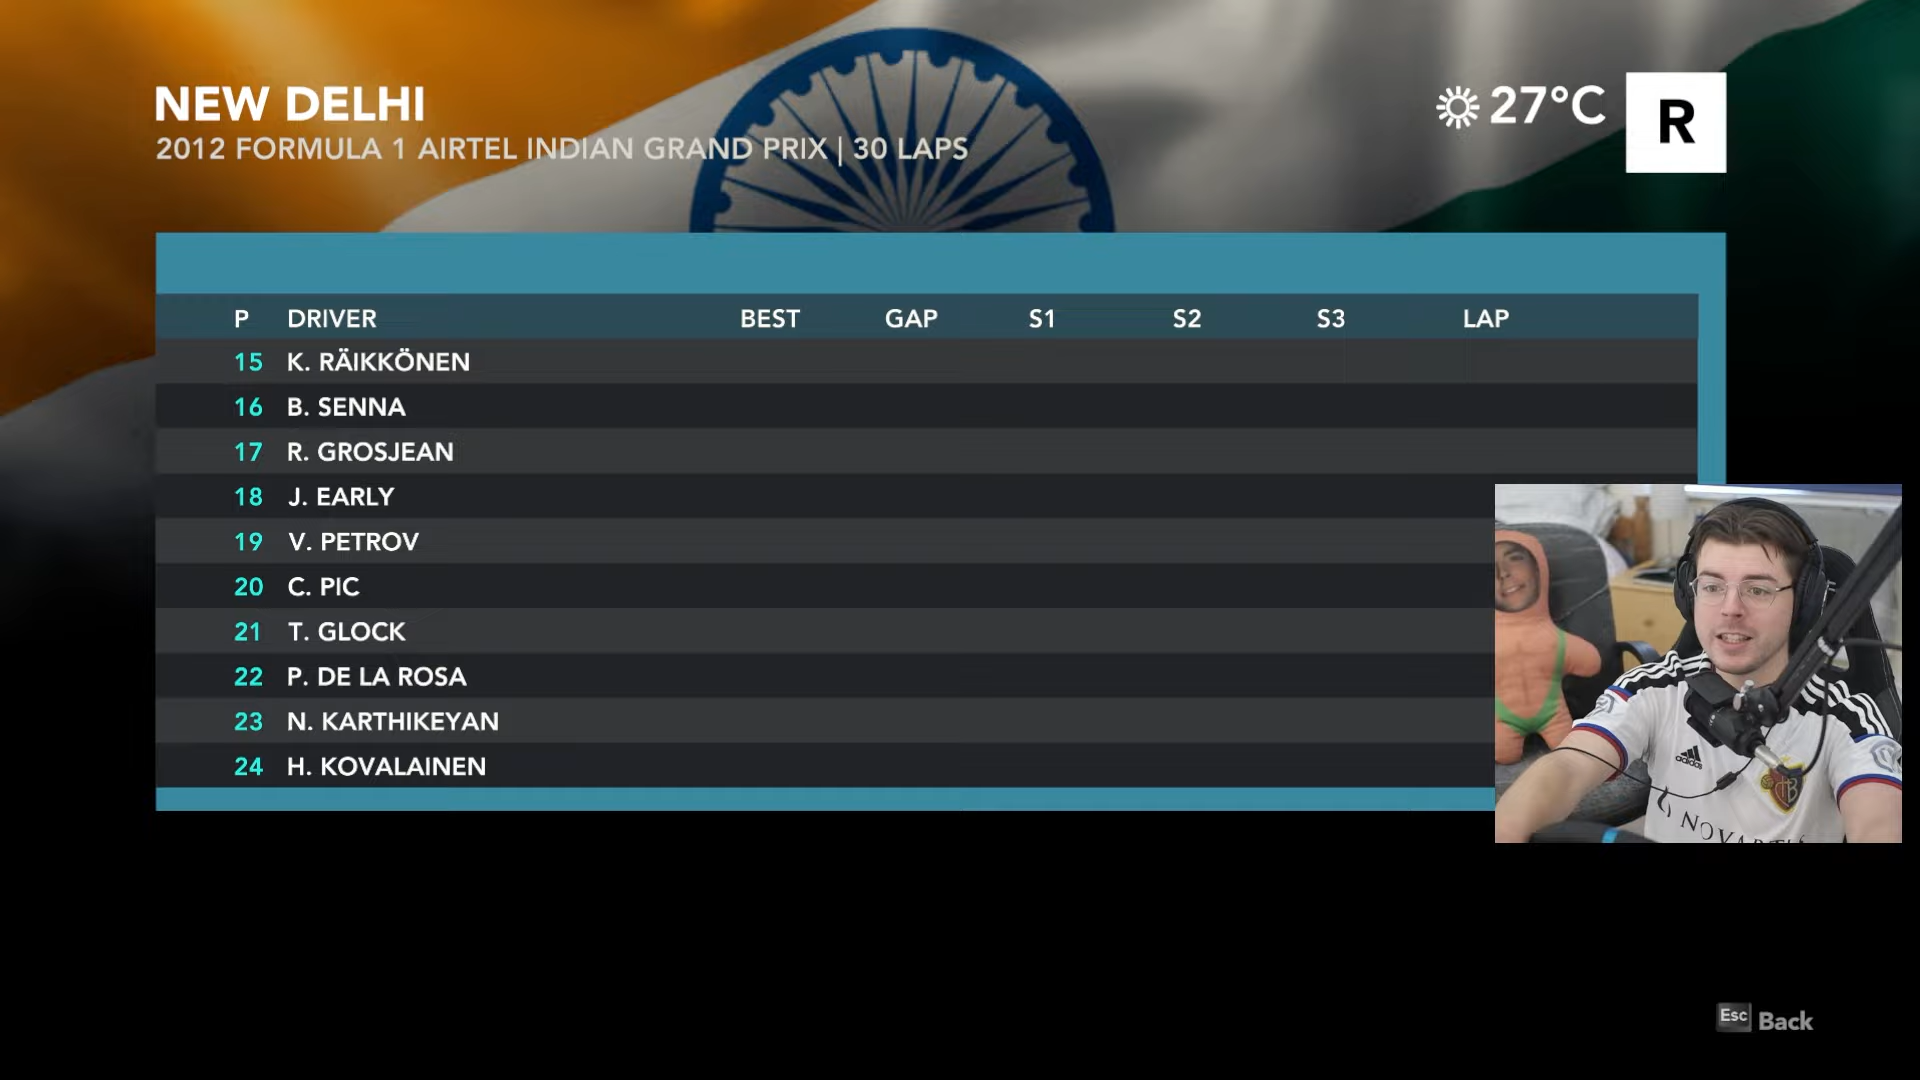 NEW DELHI
2012 FORMULA 1 AIRTEL INDIAN GRAND PRIX | 30 LAPS
27°C
R
P DRIVER BEST GAP S1 S2 S3 LAP
15 K. RÄIKKÖNEN
16 B. SENNA
17 R. GROSJEAN
18 J. EARLY
19 V. PETROV
20 C. PIC
21 T. GLOCK
22 P. DE LA ROSA
23 N. KARTHIKEYAN
24 H. KOVALAINEN
adidas
Esc Back